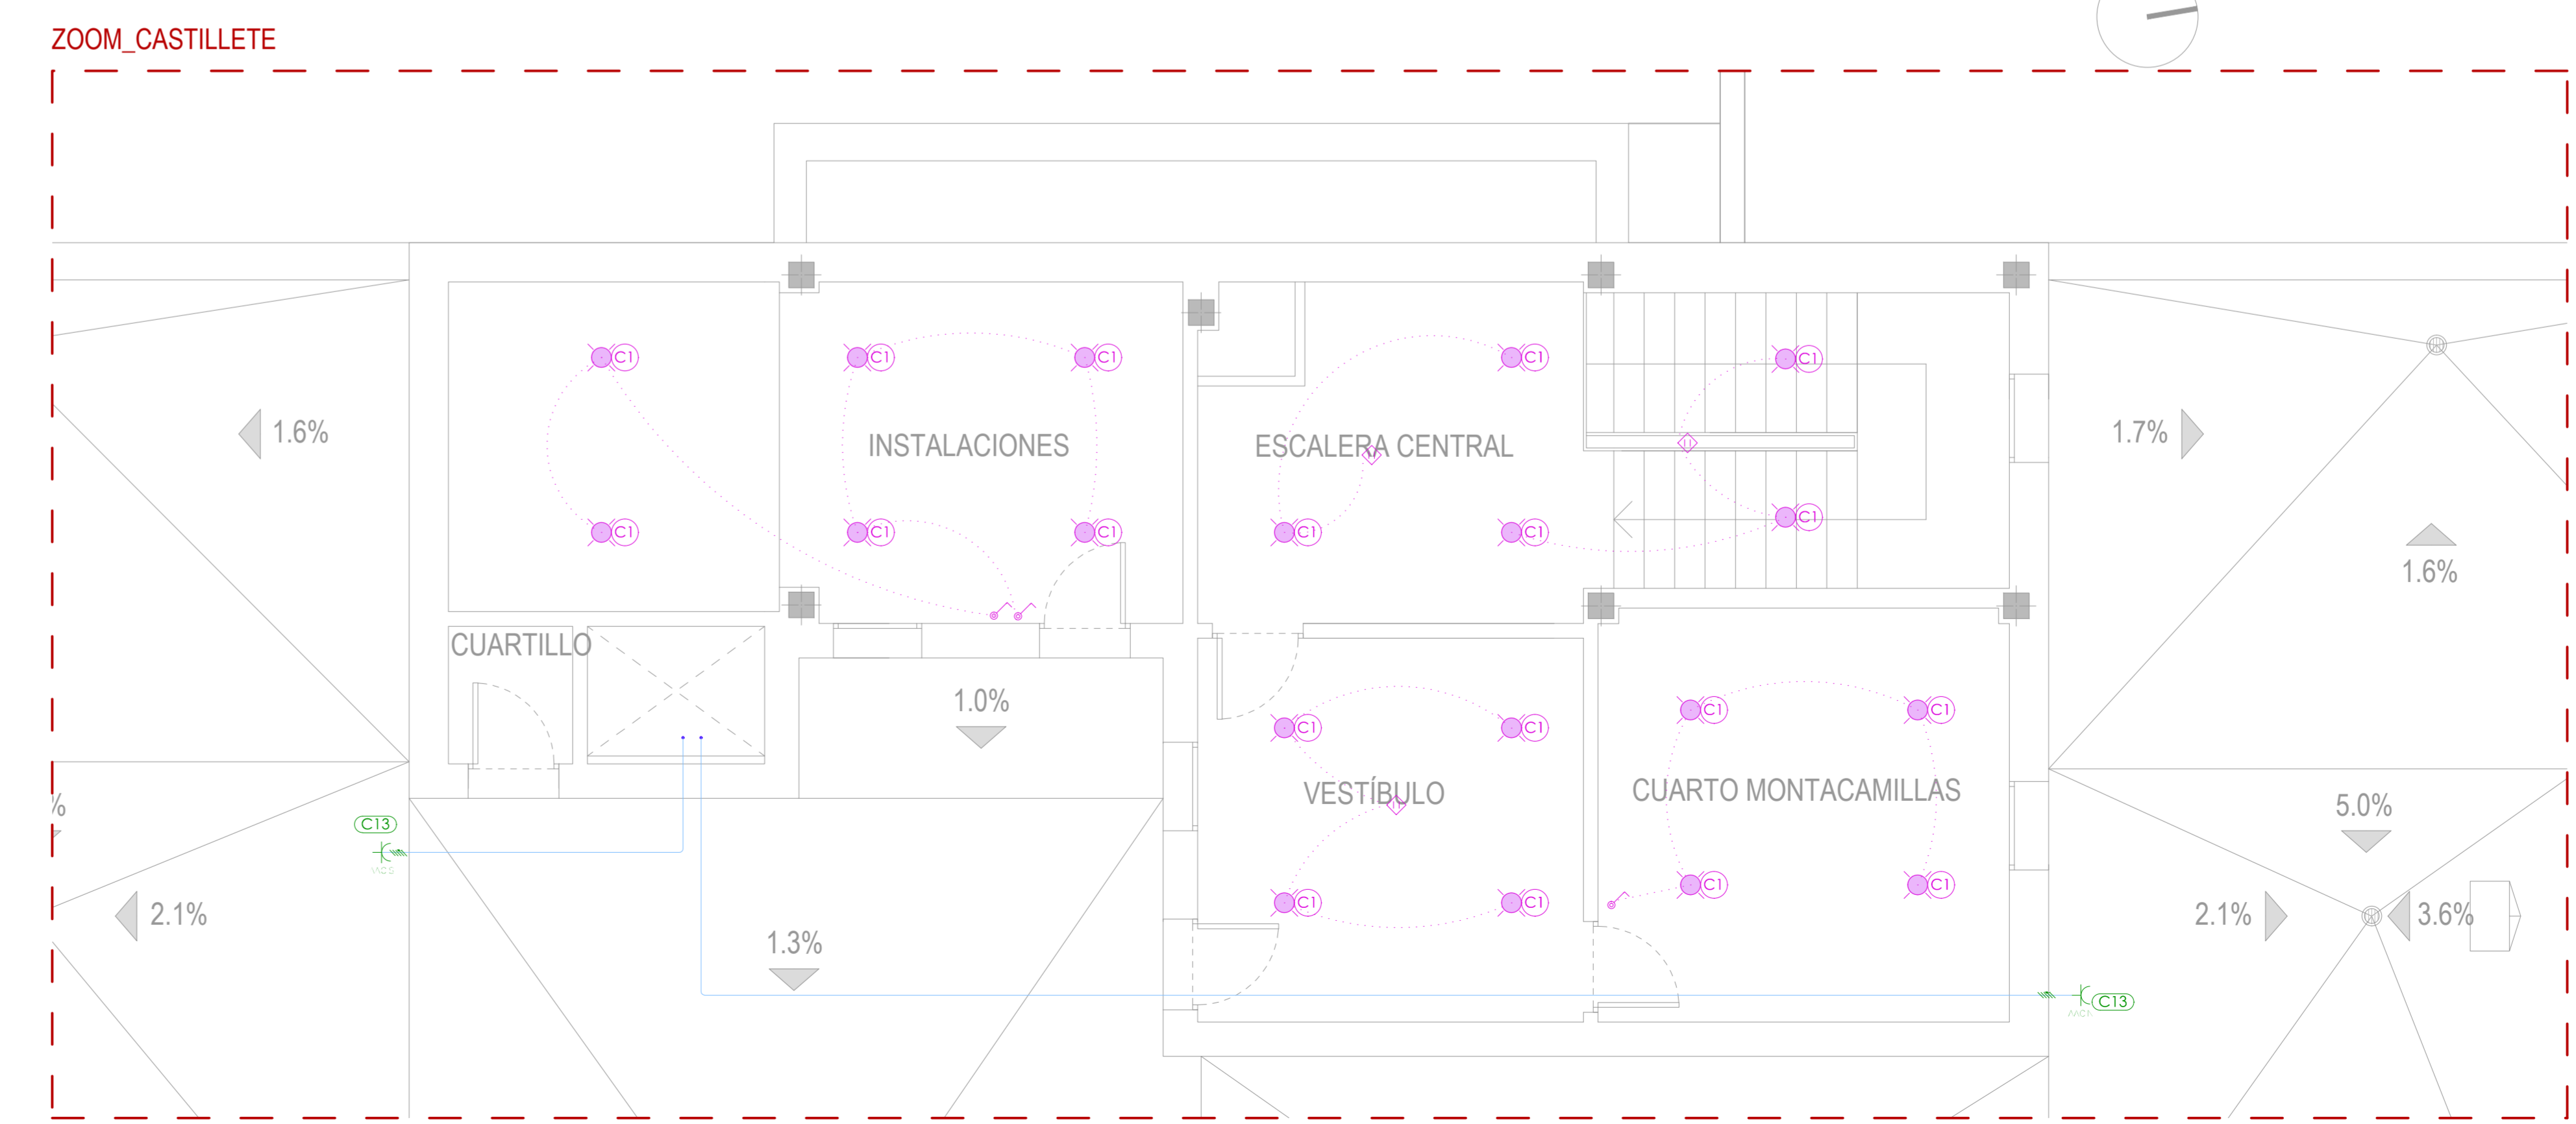 ZOOM_CASTILLETE
C1
C1
C1
C1
C1
1.6%
1.7%
INSTALACIONES
ESCALERA CENTRAL
C1
C1
C1
C1
C1
C1
1.6%
CUARTILLO
1.0%
C1
C1
C1
C1
VESTÍBULO
CUARTO MONTACAMILLAS
%
5.0%
C13
2.1%
C1
C1
C1
C1
2.1%
3.6%
1.3%
C13